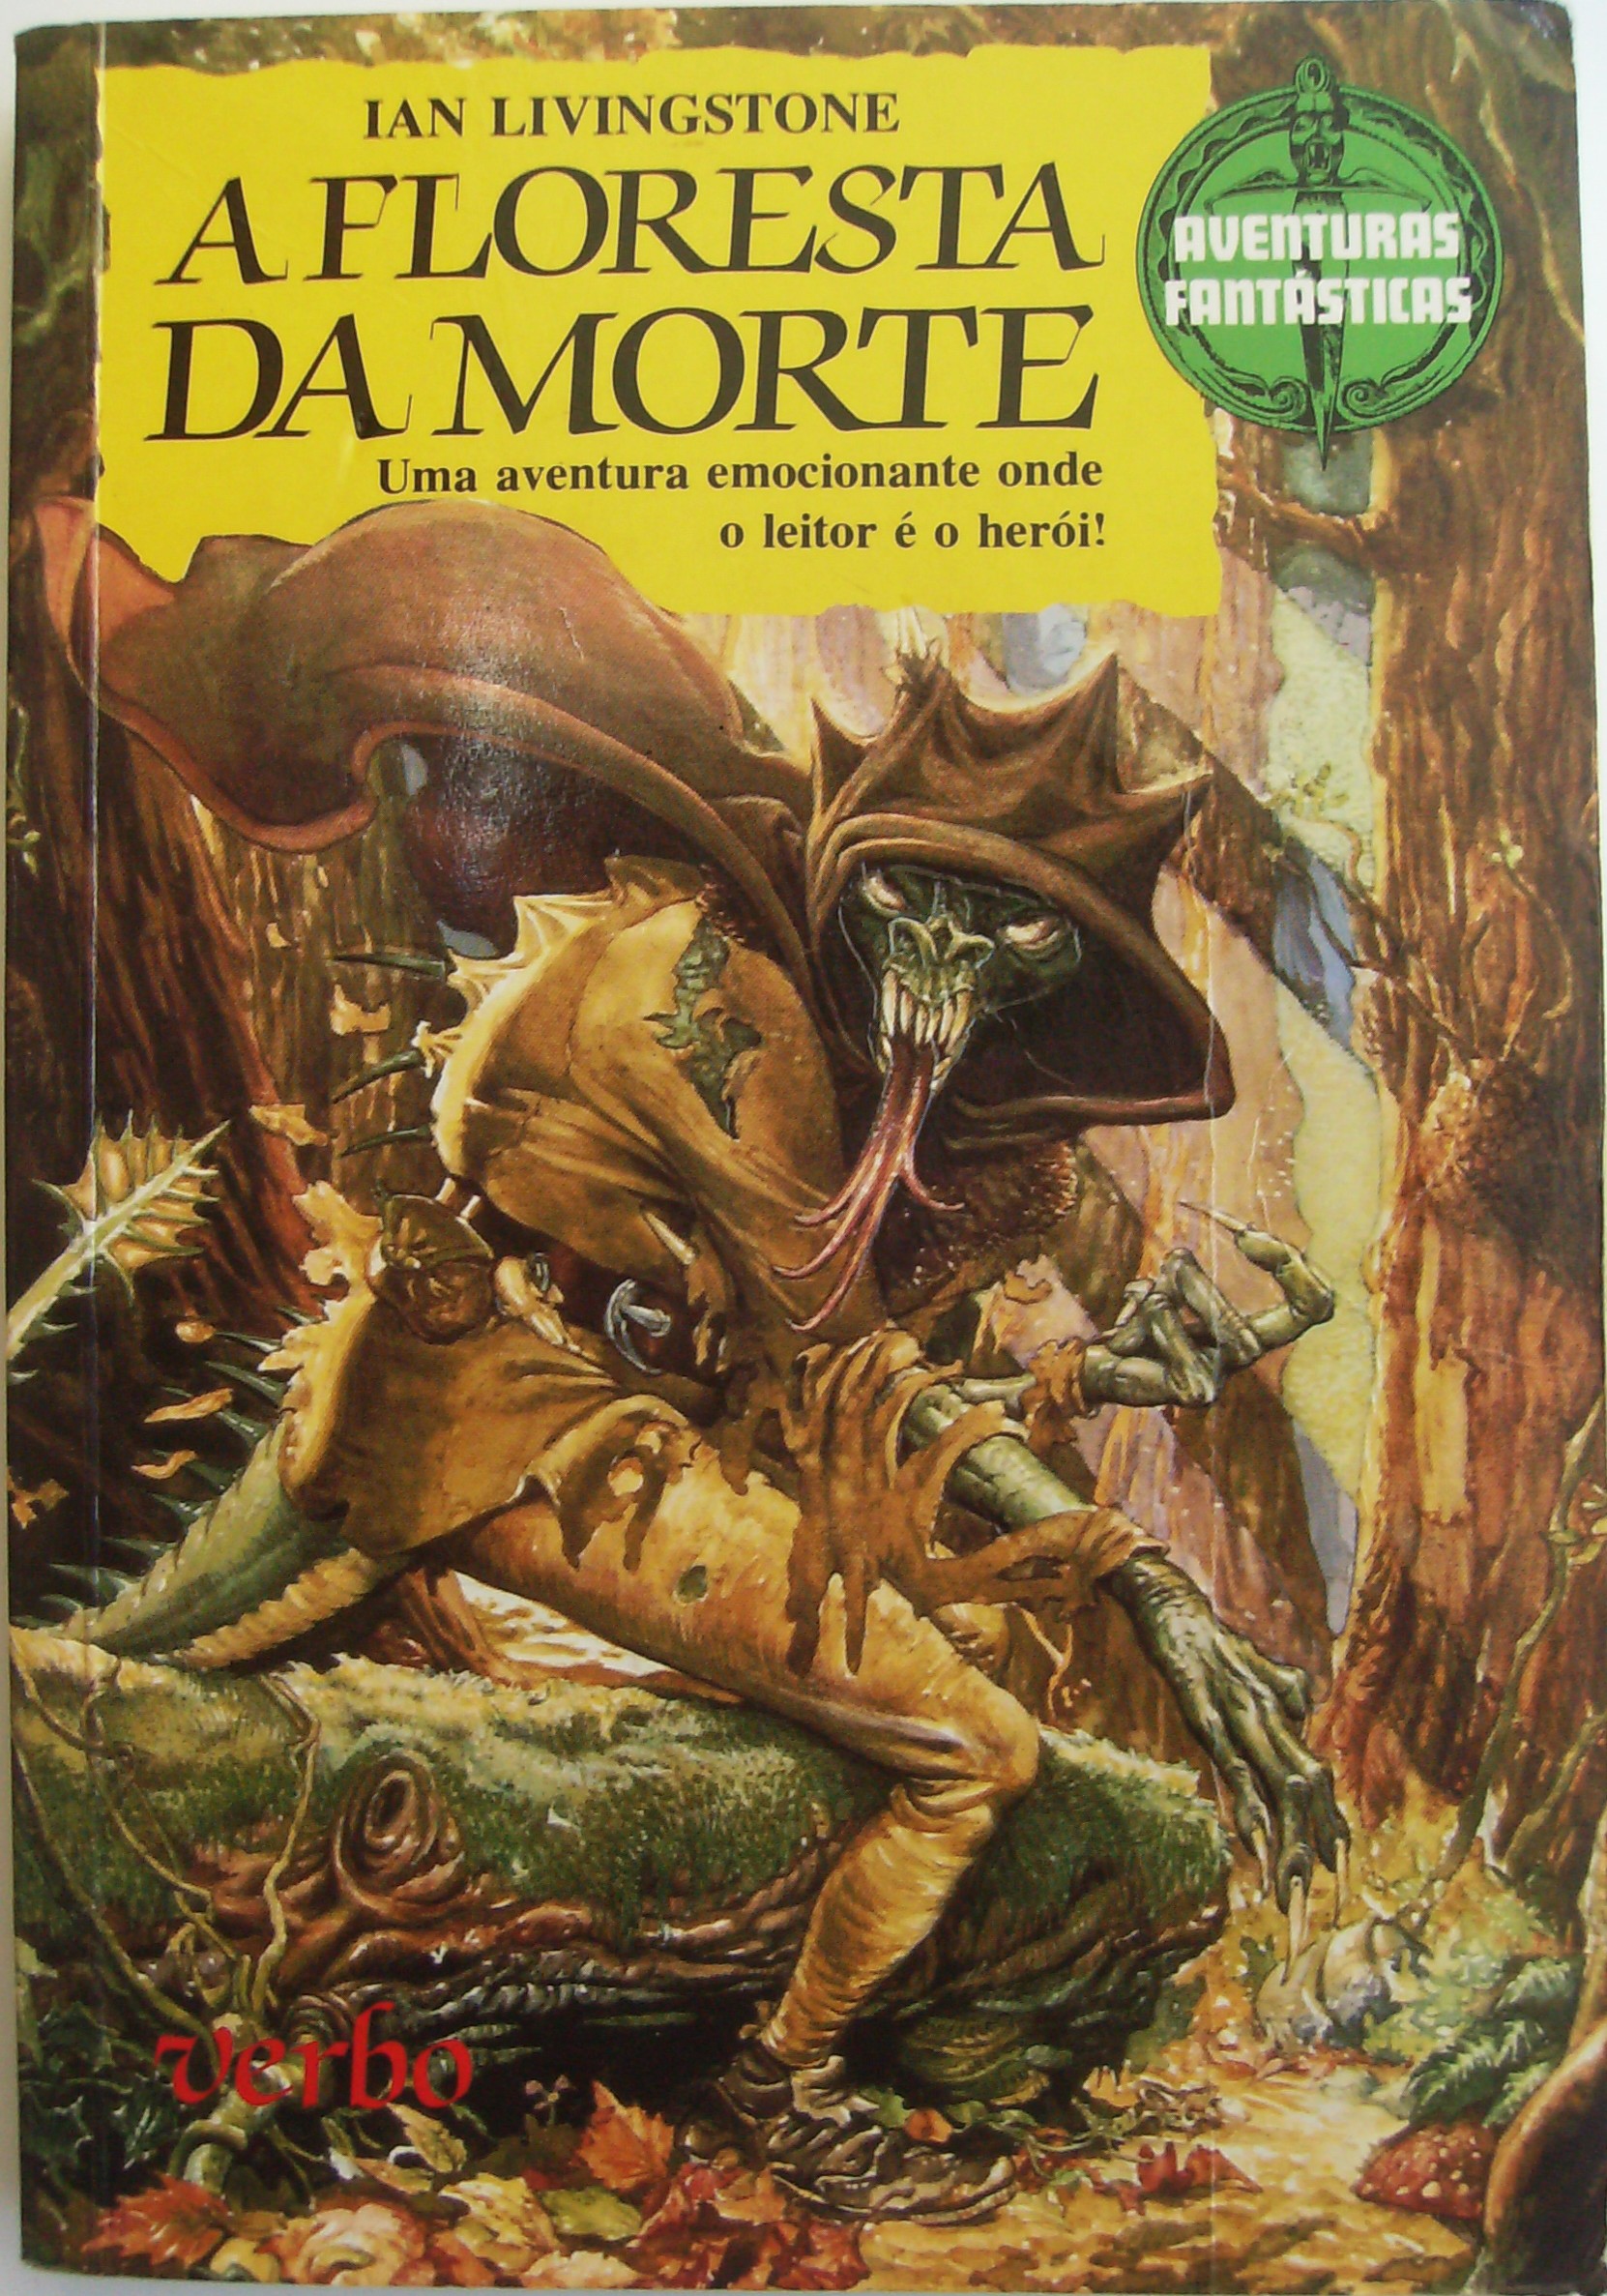 IAN LIVINGSTONE
A FLORESTA
DA MORTE
Uma aventura emocionante onde
o leitor é o herói!
AVENTURAS
FANTÁSTICAS
verbo